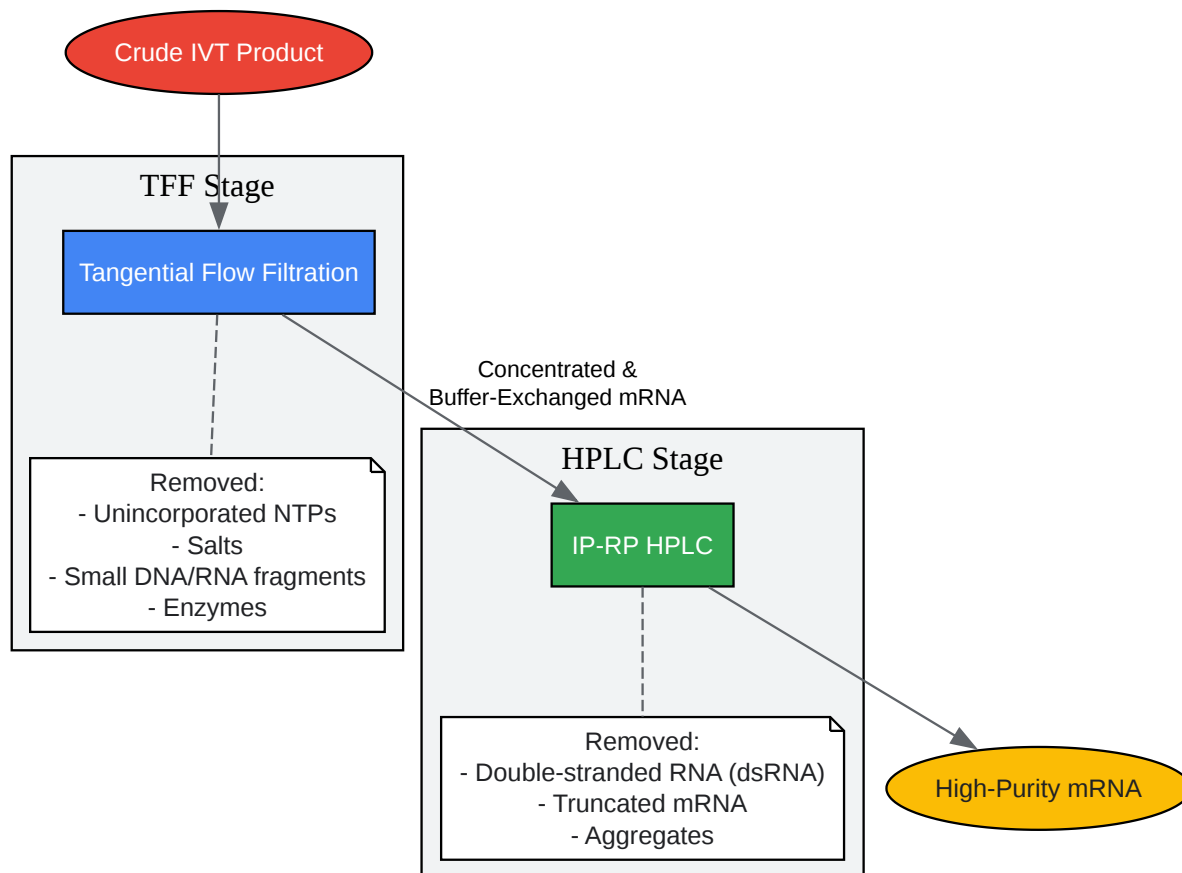 Crude IVT Product
TFF Stage
Tangential Flow Filtration
Concentrated &
Buffer-Exchanged mRNA
Removed:
- Unincorporated NTPs
- Salts
- Small DNA/RNA fragments
- Enzymes
HPLC Stage
IP-RP HPLC
Removed:
- Double-stranded RNA (dsRNA)
- Truncated mRNA
- Aggregates
High-Purity mRNA